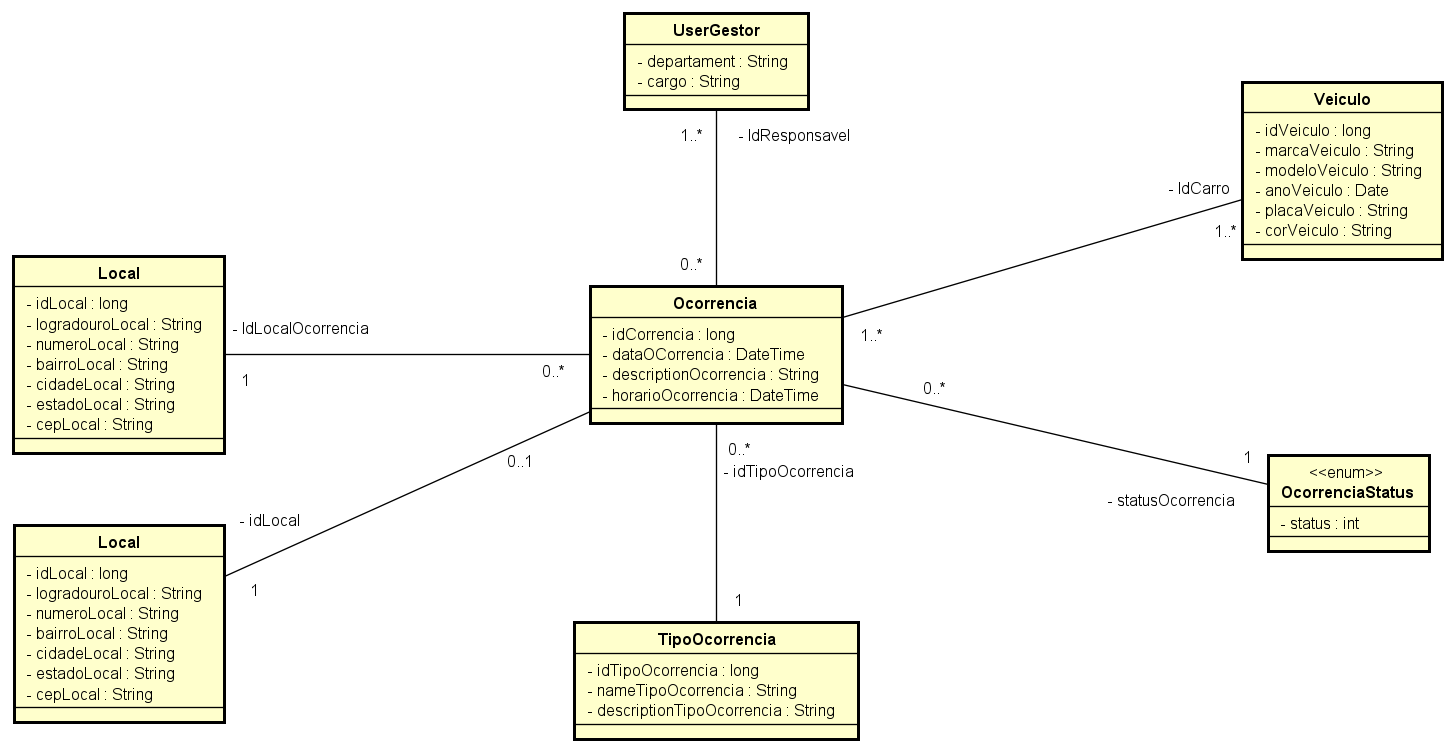 UserGestor
- departament : String
- cargo : String
1..*
- IdResponsavel
0..*
Veiculo
- idVeiculo : long
- marcaVeiculo : String
- modeloVeiculo : String
- anoVeiculo : Date
- placaVeiculo : String
- corVeiculo : String
- IdCarro
1..*
1..*
Local
- idLocal : long
- logradouroLocal : String
- numeroLocal : String
- bairroLocal : String
- cidadeLocal : String
- estadoLocal : String
- cepLocal : String
- IdLocalOcorrencia
1
0..*
Ocorrencia
- idCorrencia : long
- dataOCorrencia : DateTime
- descriptionOcorrencia : String
- horarioOcorrencia : DateTime
0..*
1
- statusOcorrencia
<<enum>>
OcorrenciaStatus
- status : int
0..1
- idLocal
1
Local
- idLocal : long
- logradouroLocal : String
- numeroLocal : String
- bairroLocal : String
- cidadeLocal : String
- estadoLocal : String
- cepLocal : String
0..*
- idTipoOcorrencia
1
TipoOcorrencia
- idTipoOcorrencia : long
- nameTipoOcorrencia : String
- descriptionTipoOcorrencia : String